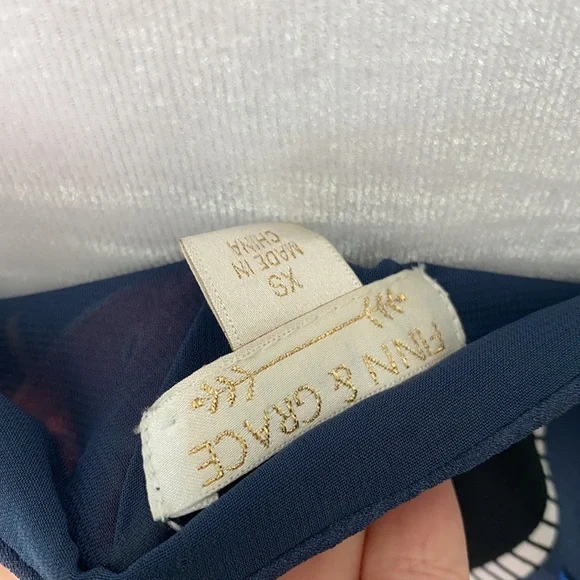 FINN & GRACE
XS
MADE IN
CHINA